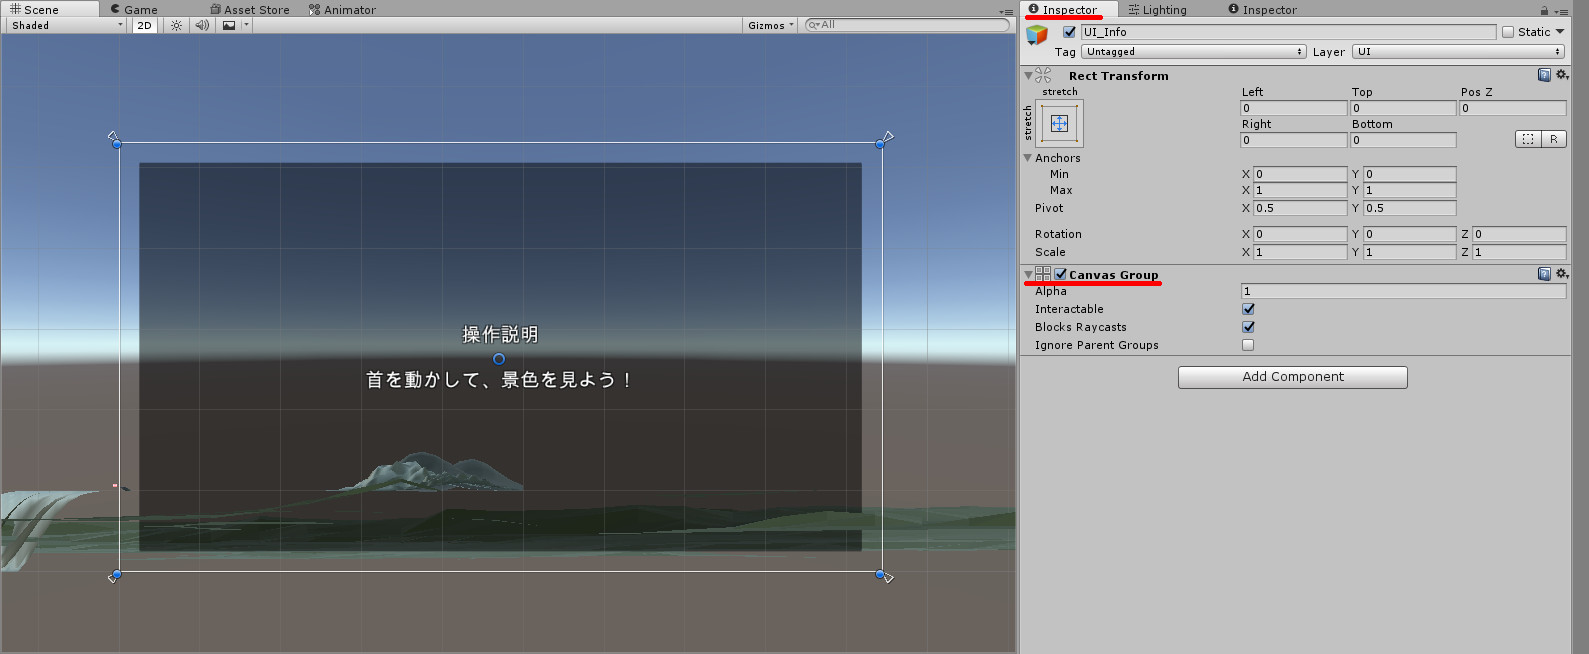 Scene Game Asset Store Animator
Shaded 2D Gizmos All
操作説明
首を動かして、景色を見よう！
Inspector Lighting Inspector
UI_Info Static
Tag Untagged Layer UI
Rect Transform
stretch Left Top Pos Z
stretch 0 0 0
Right Bottom
0 0 R
Anchors
Min X 0 Y 0
Max X 1 Y 1
Pivot X 0.5 Y 0.5
Rotation X 0 Y 0 Z 0
Scale X 1 Y 1 Z 1
Canvas Group
Alpha 1
Interactable
Blocks Raycasts
Ignore Parent Groups
Add Component